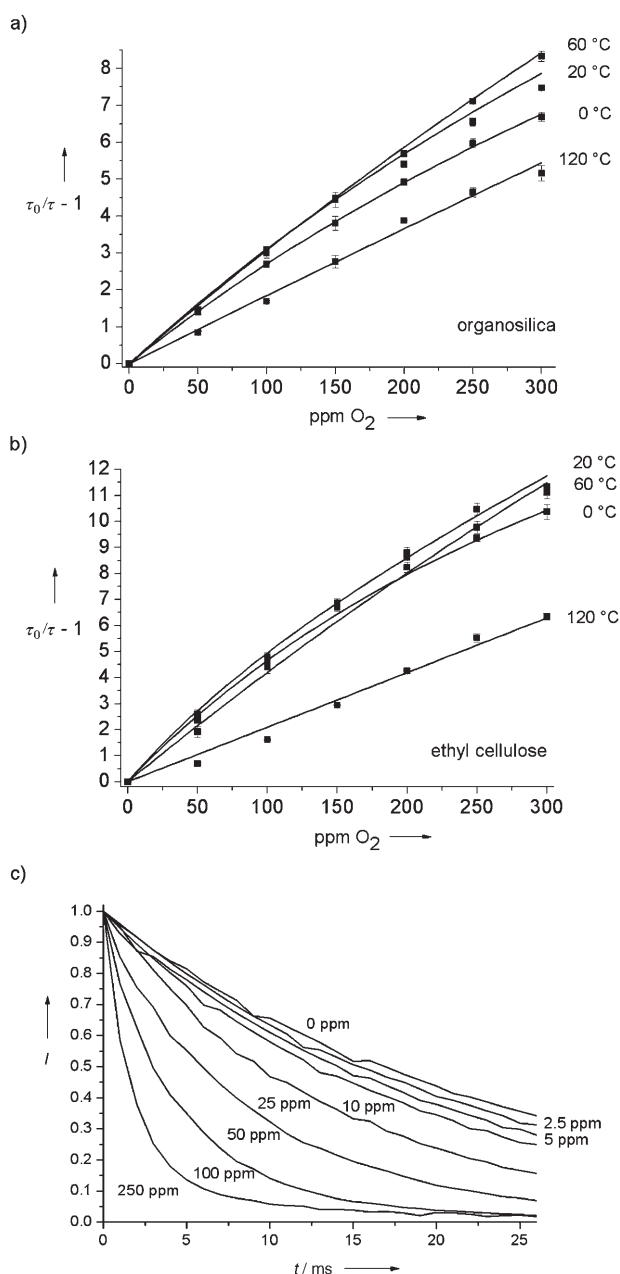 a)
8
7
6
5
4
3
2
1
0
τ₀/τ - 1
60 °C
20 °C
0 °C
120 °C
organosilica
0 50 100 150 200 250 300
ppm O₂
b)
12
11
10
9
8
7
6
5
4
3
2
1
0
τ₀/τ - 1
20 °C
60 °C
0 °C
120 °C
ethyl cellulose
0 50 100 150 200 250 300
ppm O₂
c)
1.0
0.9
0.8
0.7
0.6
0.5
0.4
0.3
0.2
0.1
0.0
I
0 ppm
2.5 ppm
5 ppm
10 ppm
25 ppm
50 ppm
100 ppm
250 ppm
0 5 10 15 20 25
t / ms